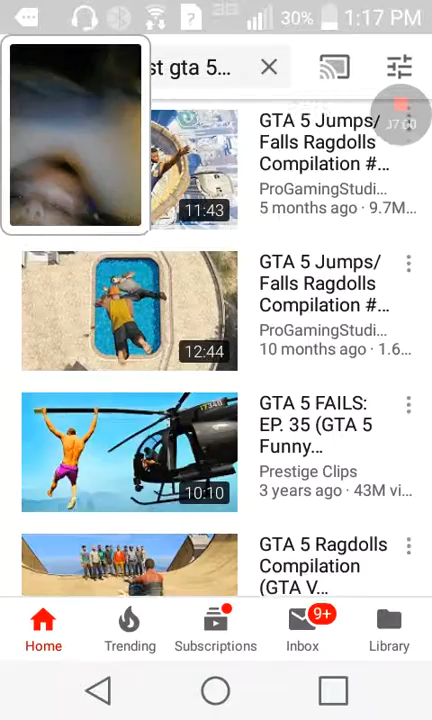 30% 1:17 PM
st gta 5...
GTA 5 Jumps/
Falls Ragdolls
Compilation #...
ProGamingStudi...
5 months ago · 9.7M...
11:43
GTA 5 Jumps/
Falls Ragdolls
Compilation #...
ProGamingStudi...
10 months ago · 1.6...
12:44
GTA 5 FAILS:
EP. 35 (GTA 5
Funny...
Prestige Clips
3 years ago · 43M vi...
10:10
GTA 5 Ragdolls
Compilation
(GTA V...
9+
Home Trending Subscriptions Inbox Library